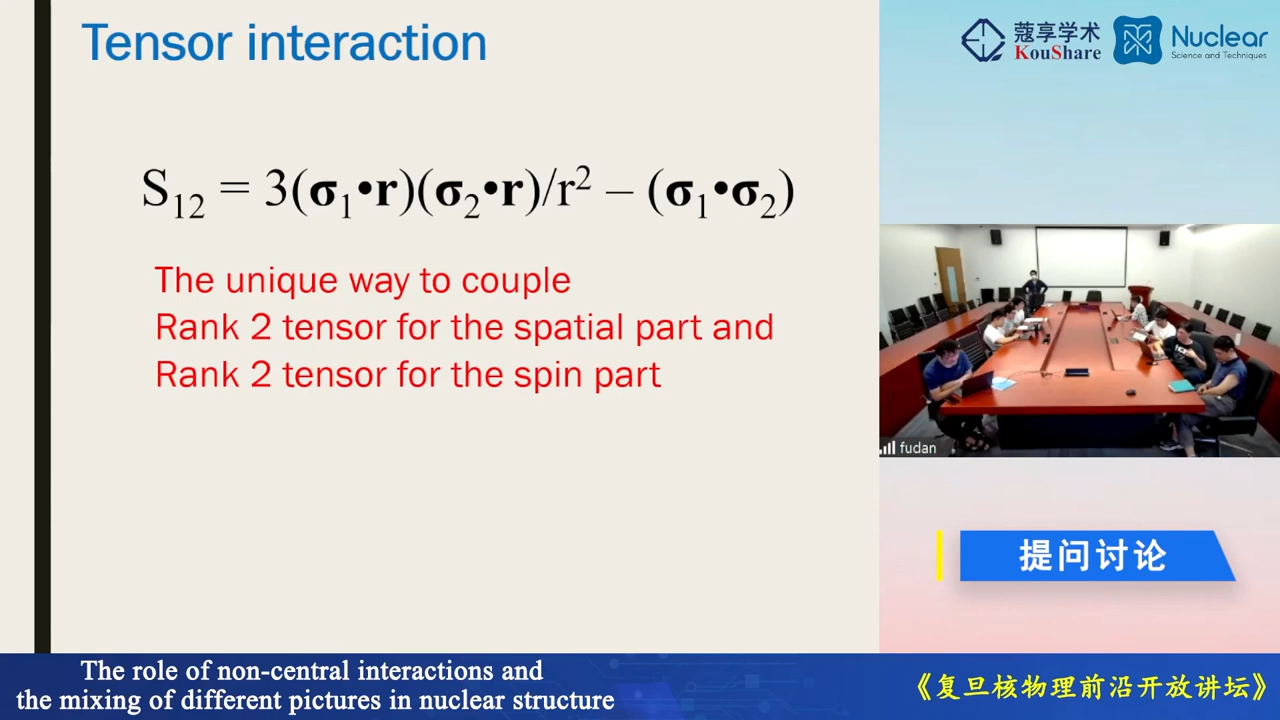 Tensor interaction
S₁₂ = 3(σ₁•r)(σ₂•r)/r² – (σ₁•σ₂)
The unique way to couple
Rank 2 tensor for the spatial part and
Rank 2 tensor for the spin part
蔻享学术
KouShare
Nuclear
Science and Techniques
fudan
提问讨论
The role of non-central interactions and
the mixing of different pictures in nuclear structure
《复旦核物理前沿开放讲坛》